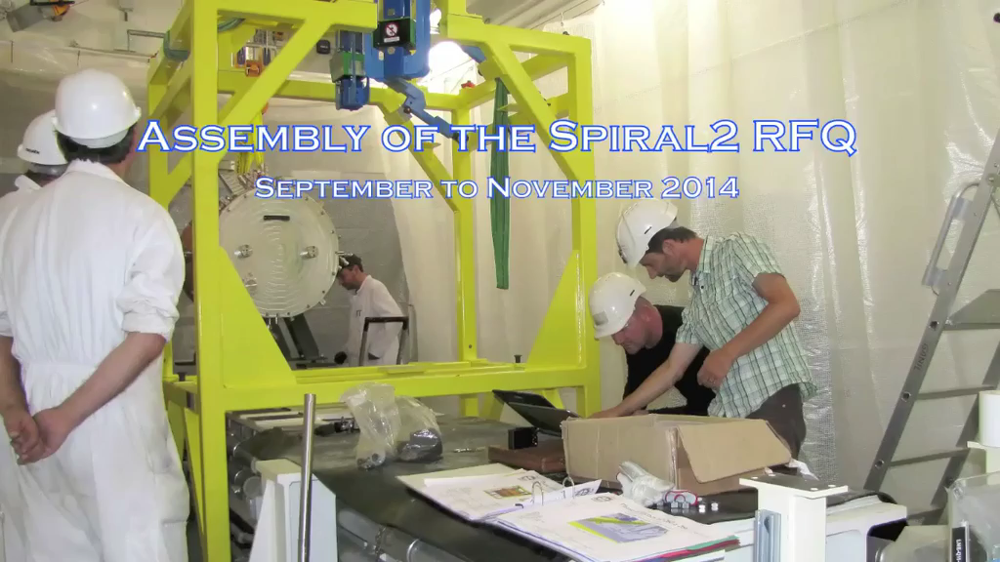 Assembly of the Spiral2 RFQ
September to November 2014